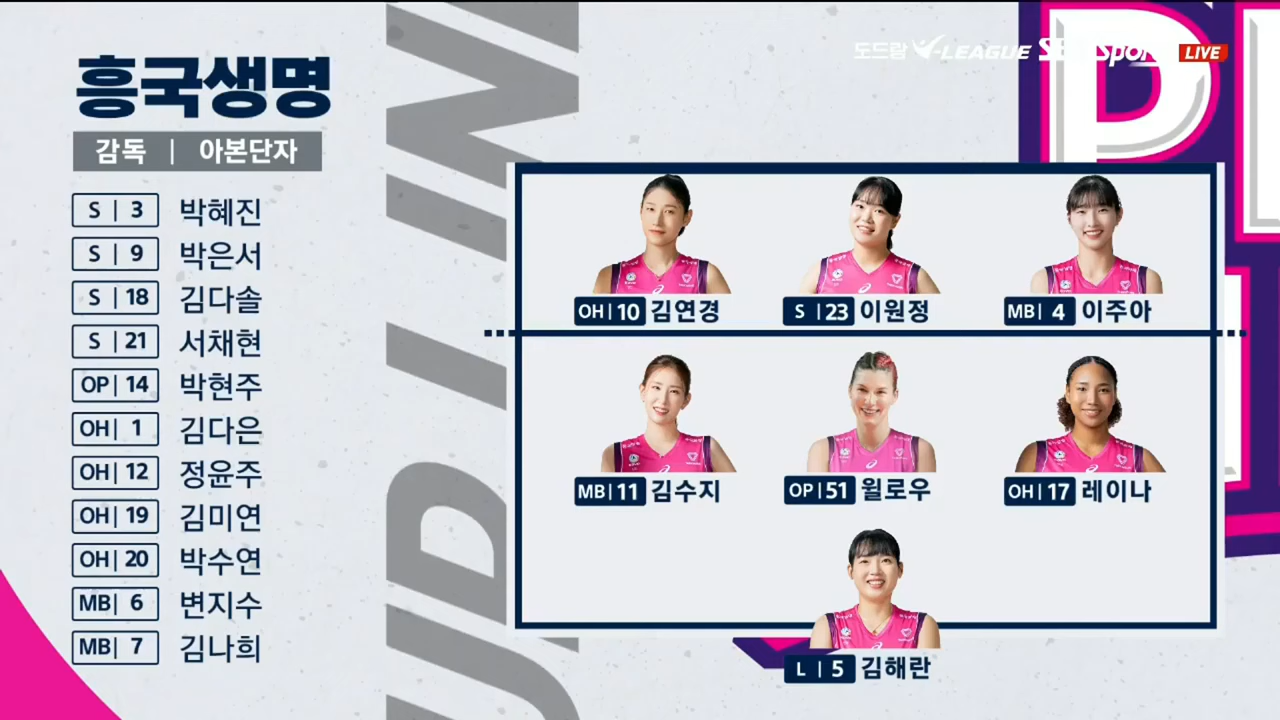 흥국생명
감독 | 아본단자
S | 3 박혜진
S | 9 박은서
S | 18 김다솔
S | 21 서채현
OP | 14 박현주
OH | 1 김다은
OH | 12 정윤주
OH | 19 김미연
OH | 20 박수연
MB | 6 변지수
MB | 7 김나희
도드람 V-LEAGUE SBS Sports LIVE
OH | 10 김연경
S | 23 이원정
MB | 4 이주아
MB | 11 김수지
OP | 51 윌로우
OH | 17 레이나
L | 5 김해란